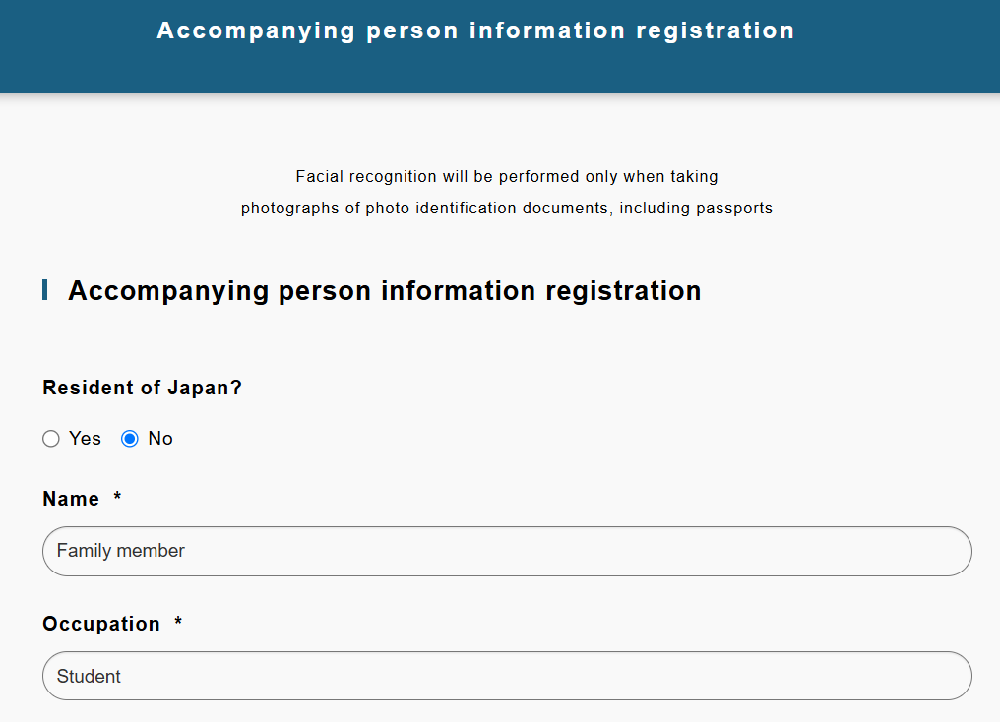 Accompanying person information registration
Facial recognition will be performed only when taking
photographs of photo identification documents, including passports
Accompanying person information registration
Resident of Japan?
Yes No
Name *
Family member
Occupation *
Student